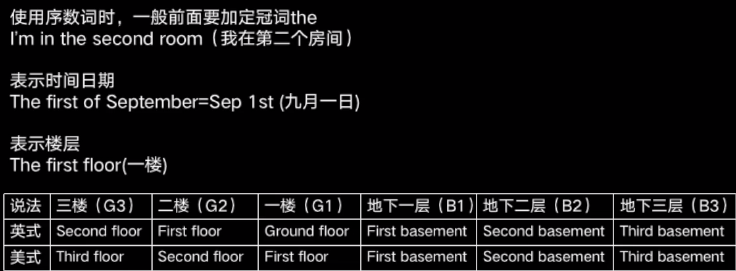 使用序数词时，一般前面要加定冠词the
I'm in the second room（我在第二个房间）
表示时间日期
The first of September=Sep 1st (九月一日)
表示楼层
The first floor(一楼)
说法 三楼（G3） 二楼（G2） 一楼（G1） 地下一层（B1） 地下二层（B2） 地下三层（B3）
英式 Second floor First floor Ground floor First basement Second basement Third basement
美式 Third floor Second floor First floor First basement Second basement Third basement